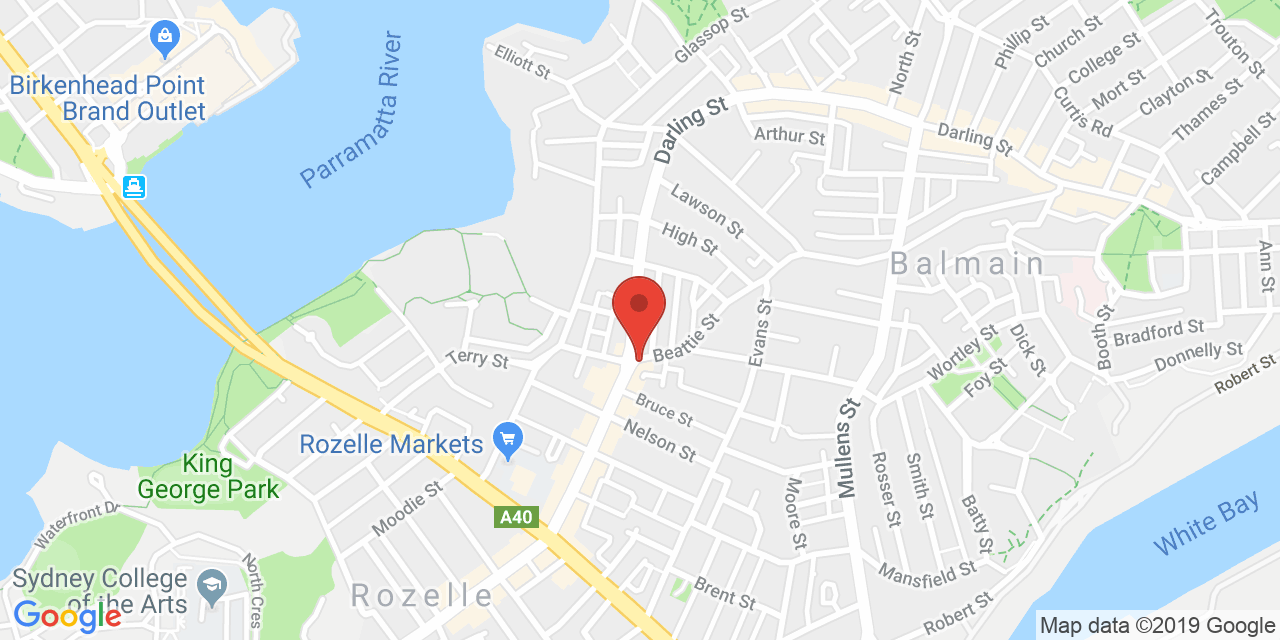 Glassop St
Elliott St
Phillip St
Church St
College St
Trouton St
North St
Birkenhead Point
Brand Outlet
Parramatta River
Darling St
Mort St
Clayton St
Thames St
Curtis Rd
Arthur St
Darling St
Campbell St
Lawson St
High St
Balmain
Ann St
Booth St
Evans St
Beattie St
Terry St
Wortley St
Dick St
Bradford St
Donnelly St
Foy St
Robert St
Bruce St
Nelson St
Mullens St
Rozelle Markets
King
George Park
Rosser St
Smith St
Moore St
Moodie St
Batty St
A40
White Bay
Waterfront Dr
North Cres
Mansfield St
Sydney College
of the Arts
Rozelle
Brent St
Robert St
Google
Map data ©2019 Google